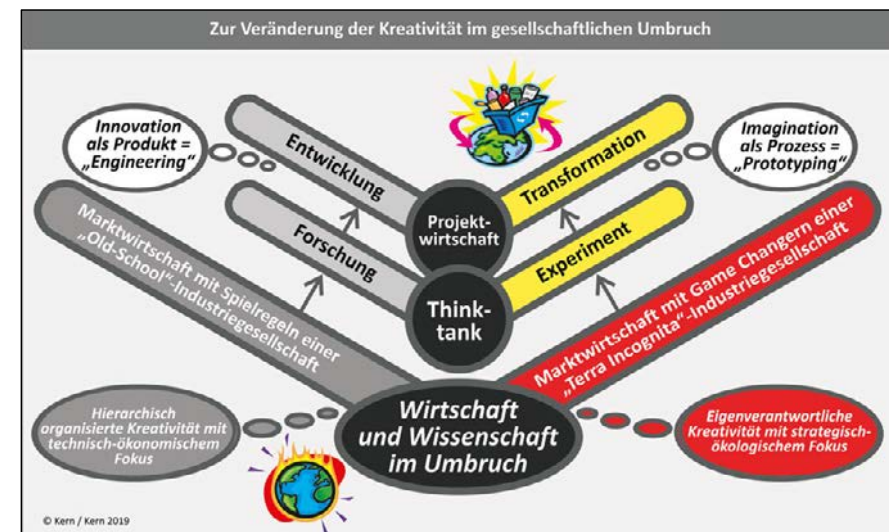 Zur Veränderung der Kreativität im gesellschaftlichen Umbruch
Innovation
als Produkt =
„Engineering“
Entwicklung
Transformation
Imagination
als Prozess =
„Prototyping“
Projekt-
wirtschaft
Forschung
Experiment
Think-
tank
Marktwirtschaft mit Spielregeln einer
„Old-School“-Industriegesellschaft
Marktwirtschaft mit Game Changern einer
„Terra Incognita“-Industriegesellschaft
Hierarchisch
organisierte Kreativität mit
technisch-ökonomischem
Fokus
Wirtschaft
und Wissenschaft
im Umbruch
Eigenverantwortliche
Kreativität mit strategisch-
ökologischem Fokus
© Kern / Kern 2019